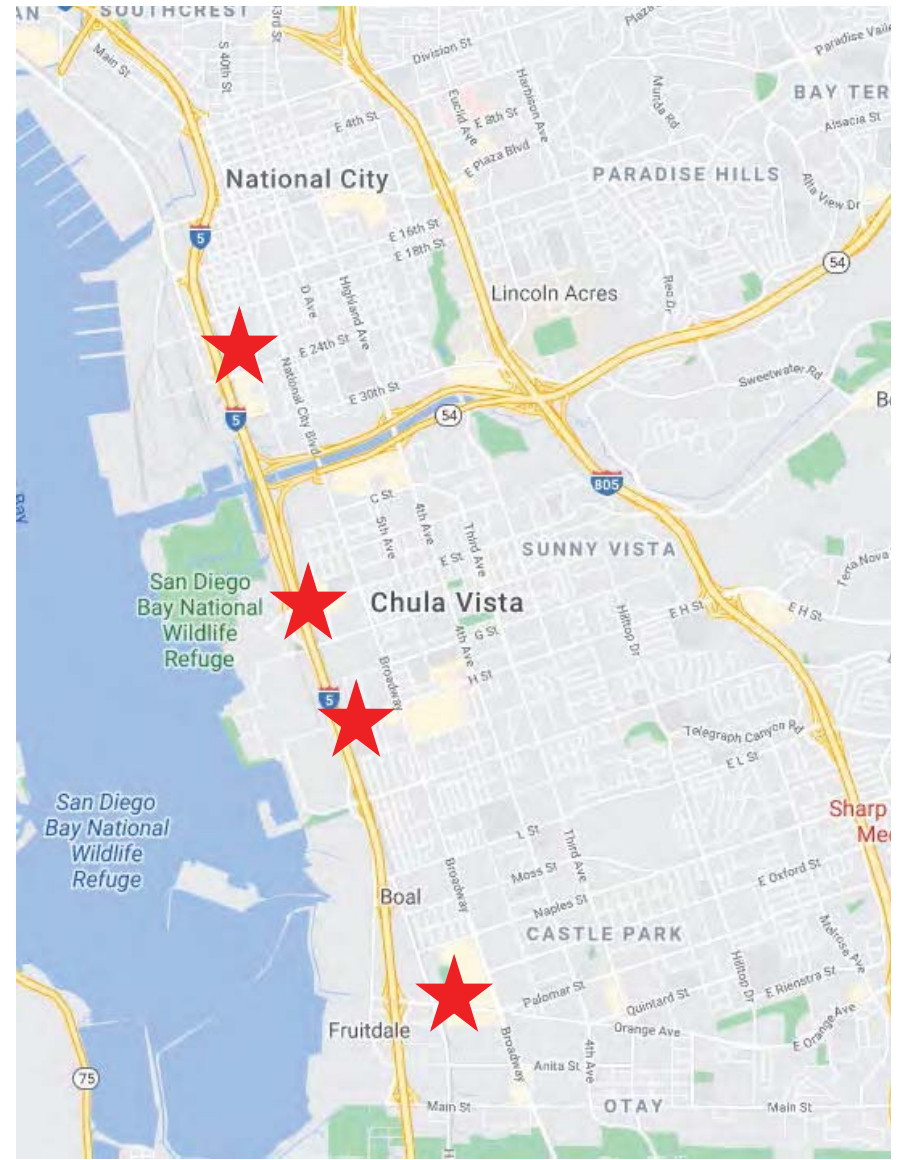 SOUTHCREST
Main St
S 40th St
Division St
Paradise
BAY TER
Alsacia St
Euclid Ave
Harbison Ave
Munda Rd
E 4th St
E 8th St
E Plaza Blvd
National City
PARADISE HILLS
Alta View Dr
5
E 16th St
E 18th St
54
D Ave
Highland Ave
Lincoln Acres
Reo Dr
E 24th St
National City Blvd
E 30th St
Sweetwater Rd
5
54
805
Bay
C St
5th Ave
4th Ave
Third Ave
E St
SUNNY VISTA
San Diego
Bay National
Wildlife
Refuge
Chula Vista
Hilltop Dr
E H St
E H St
Terra Nova
4th Ave
G St
Broadway
H St
5
Telegraph Canyon Rd
E L St
San Diego
Bay National
Wildlife
Refuge
Sharp
L St
Third Ave
Moss St
E Oxford St
Broadway
Boal
Naples St
CASTLE PARK
Melrose Ave
Hilltop Dr
E Rienstra St
Palomar St
Quintard St
Orange Ave
E Orange Ave
Fruitdale
Broadway
4th Ave
Anita St
75
Main St
OTAY
Main St